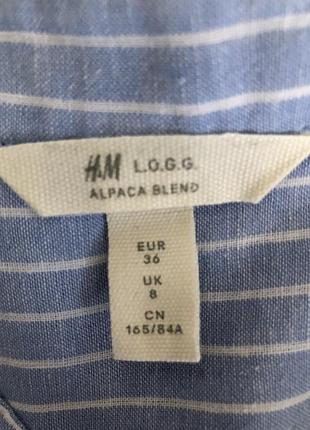 H&M L.O.G.G.
ALPACA BLEND
EUR
36
UK
8
CN
165/84A